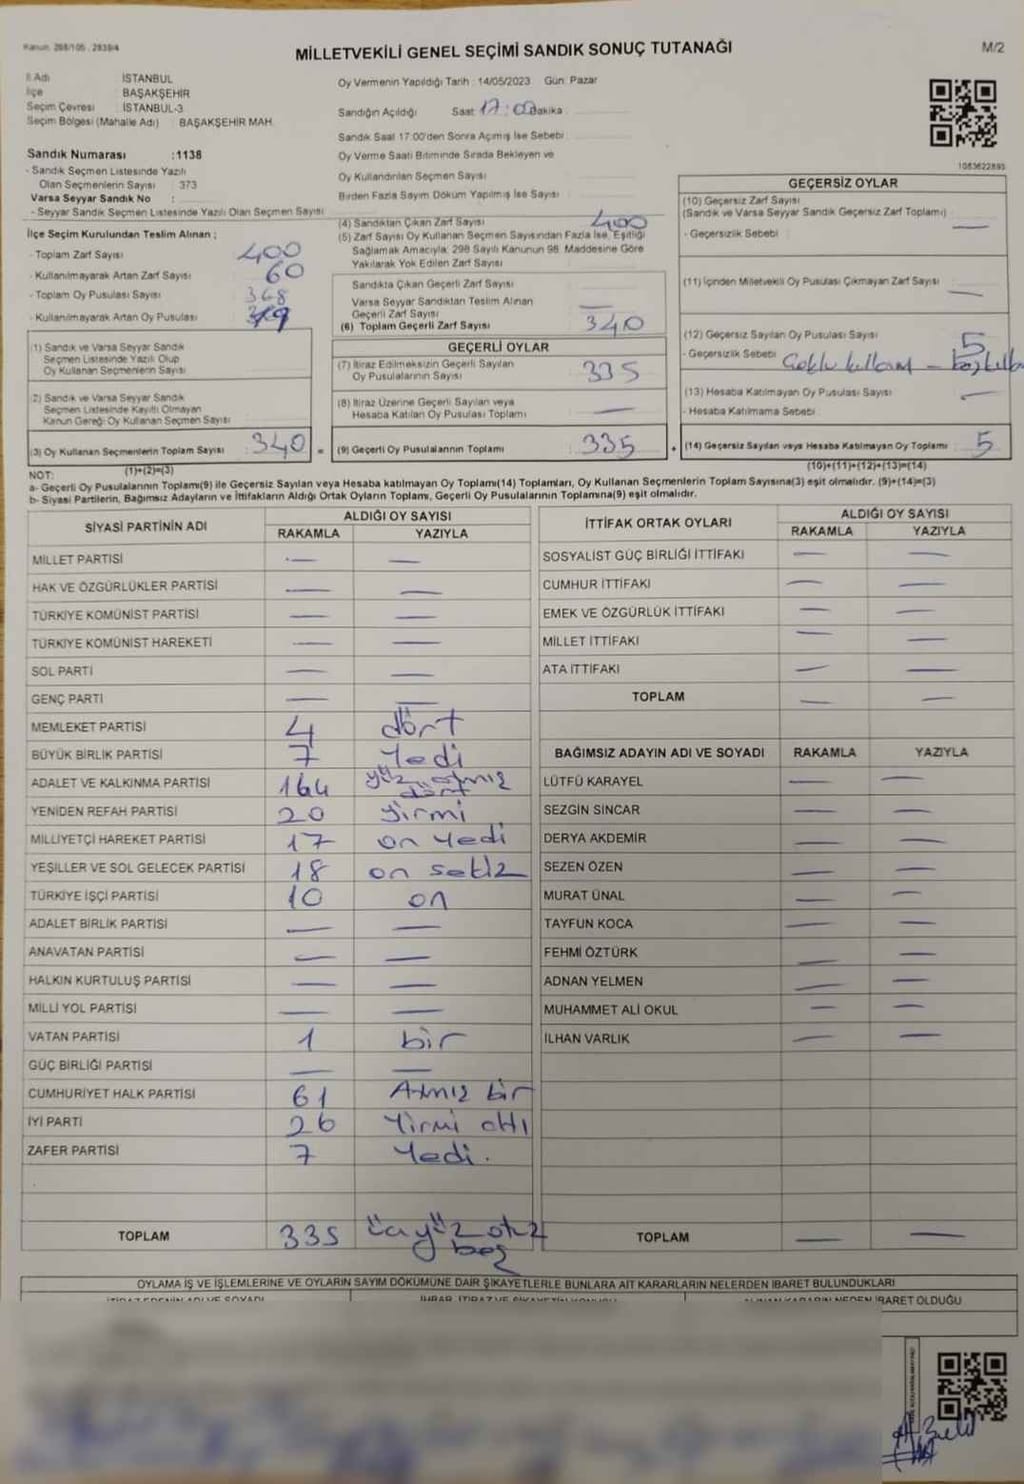 Kanun: 298/105, 2839/4
MİLLETVEKİLİ GENEL SEÇİMİ SANDIK SONUÇ TUTANAĞI
M/2
İl Adı : İSTANBUL
İlçe : BAŞAKŞEHİR
Seçim Çevresi : İSTANBUL-3
Seçim Bölgesi (Mahalle Adı) : BAŞAKŞEHİR MAH.
Sandık Numarası :1138
- Sandık Seçmen Listesinde Yazılı
Olan Seçmenlerin Sayısı : 373
Varsa Seyyar Sandık No :
- Seyyar Sandık Seçmen Listesinde Yazılı Olan Seçmen Sayısı
İlçe Seçim Kurulundan Teslim Alınan ;
- Toplam Zarf Sayısı 400
- Kullanılmayarak Artan Zarf Sayısı 60
- Toplam Oy Pusulası Sayısı 368
- Kullanılmayarak Artan Oy Pusulası
(1) Sandık ve Varsa Seyyar Sandık
Seçmen Listesinde Yazılı Olup
Oy Kullanan Seçmenlerin Sayısı
(2) Sandık ve Varsa Seyyar Sandık
Seçmen Listesinde Kayıtlı Olmayan
Kanun Gereği Oy Kullanan Seçmen Sayısı
(3) Oy Kullanan Seçmenlerin Toplam Sayısı 340 =
(1)+(2)=(3)
Oy Vermenin Yapıldığı Tarih : 14/05/2023 Gün: Pazar
Sandığın Açıldığı Saat 17:00 Dakika
Sandık Saat 17:00'den Sonra Açılmış İse Sebebi
Oy Verme Saati Bitiminde Sırada Bekleyen ve
Oy Kullandırılan Seçmen Sayısı
Birden Fazla Sayım Döküm Yapılmış İse Sayısı
(4) Sandıktan Çıkan Zarf Sayısı 400
(5) Zarf Sayısı Oy Kullanan Seçmen Sayısından Fazla İse, Eşitliği
Sağlamak Amacıyla; 298 Sayılı Kanunun 98. Maddesine Göre
Yakılarak Yok Edilen Zarf Sayısı
Sandıkta Çıkan Geçerli Zarf Sayısı
Varsa Seyyar Sandıktan Teslim Alınan
Geçerli Zarf Sayısı —
(6) Toplam Geçerli Zarf Sayısı 340
GEÇERLİ OYLAR
(7) İtiraz Edilmeksizin Geçerli Sayılan
Oy Pusulalarının Sayısı 335
(8) İtiraz Üzerine Geçerli Sayılan veya
Hesaba Katılan Oy Pusulası Toplamı —
(9) Geçerli Oy Pusulalarının Toplamı : 335 +
1083622893
GEÇERSİZ OYLAR
(10) Geçersiz Zarf Sayısı
(Sandık ve Varsa Seyyar Sandık Geçersiz Zarf Toplamı) —
- Geçersizlik Sebebi
(11) İçinden Milletvekili Oy Pusulası Çıkmayan Zarf Sayısı —
(12) Geçersiz Sayılan Oy Pusulası Sayısı 5
- Geçersizlik Sebebi
(13) Hesaba Katılmayan Oy Pusulası Sayısı —
- Hesaba Katılmama Sebebi
(14) Geçersiz Sayılan veya Hesaba Katılmayan Oy Toplamı : 5
(10)+(11)+(12)+(13)=(14)
NOT:
a- Geçerli Oy Pusulalarının Toplamı(9) ile Geçersiz Sayılan veya Hesaba katılmayan Oy Toplamı(14) Toplamları, Oy Kullanan Seçmenlerin Toplam Sayısına(3) eşit olmalıdır. (9)+(14)=(3)
b- Siyasi Partilerin, Bağımsız Adayların ve İttifakların Aldığı Ortak Oyların Toplamı, Geçerli Oy Pusulalarının Toplamına(9) eşit olmalıdır.
SİYASİ PARTİNİN ADI ALDIĞI OY SAYISI
RAKAMLA YAZIYLA
MİLLET PARTİSİ — —
HAK VE ÖZGÜRLÜKLER PARTİSİ — —
TÜRKİYE KOMÜNİST PARTİSİ — —
TÜRKİYE KOMÜNİST HAREKETİ — —
SOL PARTİ — —
GENÇ PARTİ — —
MEMLEKET PARTİSİ 4 dört
BÜYÜK BİRLİK PARTİSİ 7 Yedi
ADALET VE KALKINMA PARTİSİ 164 yüz atmış dört
YENİDEN REFAH PARTİSİ 20 yirmi
MİLLİYETÇİ HAREKET PARTİSİ 17 on yedi
YEŞİLLER VE SOL GELECEK PARTİSİ 18 on sekiz
TÜRKİYE İŞÇİ PARTİSİ 10 on
ADALET BİRLİK PARTİSİ — —
ANAVATAN PARTİSİ — —
HALKIN KURTULUŞ PARTİSİ — —
MİLLİ YOL PARTİSİ — —
VATAN PARTİSİ 1 bir
GÜÇ BİRLİĞİ PARTİSİ — —
CUMHURİYET HALK PARTİSİ 61 Atmış bir
İYİ PARTİ 26 Yirmi altı
ZAFER PARTİSİ 7 Yedi.
TOPLAM 335 üçyüz otuz beş
İTTİFAK ORTAK OYLARI ALDIĞI OY SAYISI
RAKAMLA YAZIYLA
SOSYALİST GÜÇ BİRLİĞİ İTTİFAKI — —
CUMHUR İTTİFAKI — —
EMEK VE ÖZGÜRLÜK İTTİFAKI — —
MİLLET İTTİFAKI — —
ATA İTTİFAKI — —
TOPLAM — —
BAĞIMSIZ ADAYIN ADI VE SOYADI RAKAMLA YAZIYLA
LÜTFÜ KARAYEL — —
SEZGİN SİNCAR — —
DERYA AKDEMİR — —
SEZEN ÖZEN — —
MURAT ÜNAL — —
TAYFUN KOCA — —
FEHMİ ÖZTÜRK — —
ADNAN YELMEN — —
MUHAMMET ALİ OKUL — —
İLHAN VARLIK — —
TOPLAM — —
OYLAMA İŞ VE İŞLEMLERİNE VE OYLARIN SAYIM DÖKÜMÜNE DAİR ŞİKAYETLERLE BUNLARA AİT KARARLARIN NELERDEN İBARET BULUNDUKLARI
İTİRAZ EDENİN ADI VE SOYADI
İHBAR, İTİRAZ VE ŞİKAYETİN KONUSU
ALINAN KARARIN NEDEN İBARET OLDUĞU